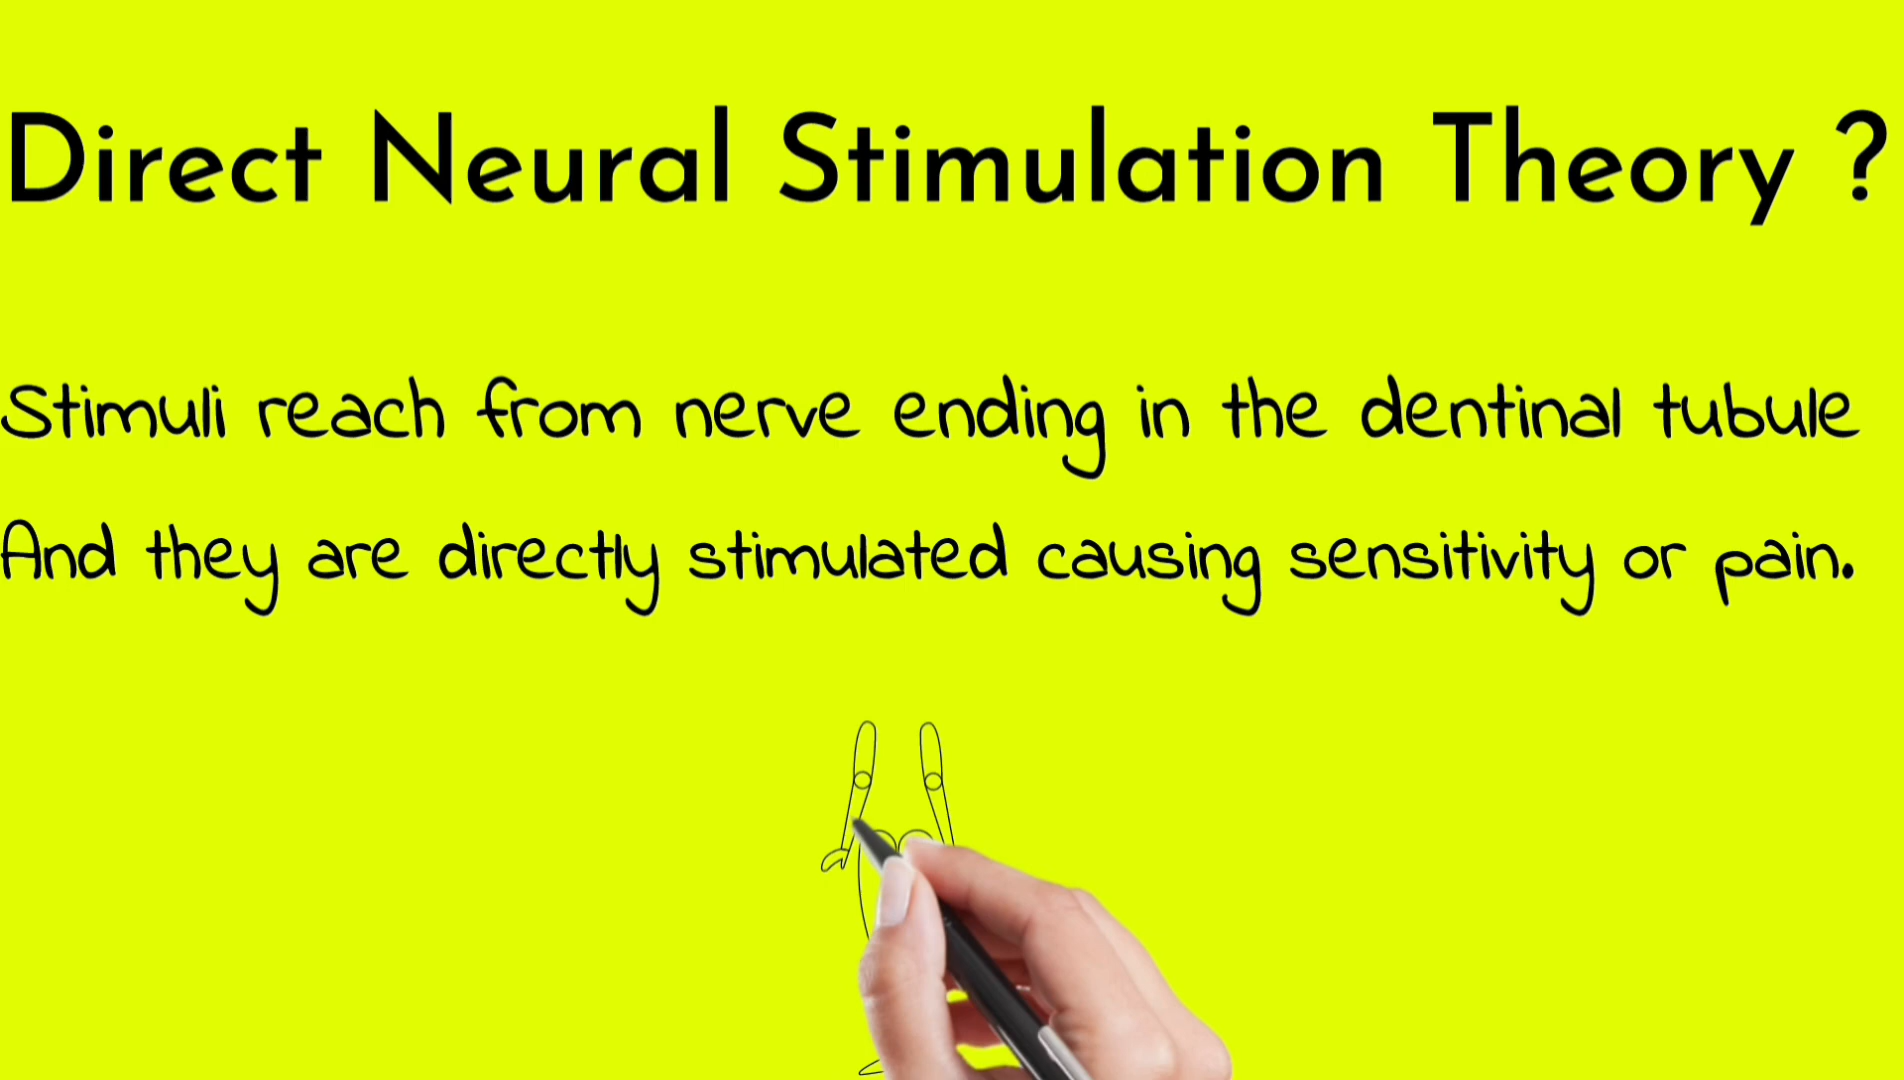 Direct Neural Stimulation Theory ?
Stimuli reach from nerve ending in the dentinal tubule
And they are directly stimulated causing sensitivity or pain.